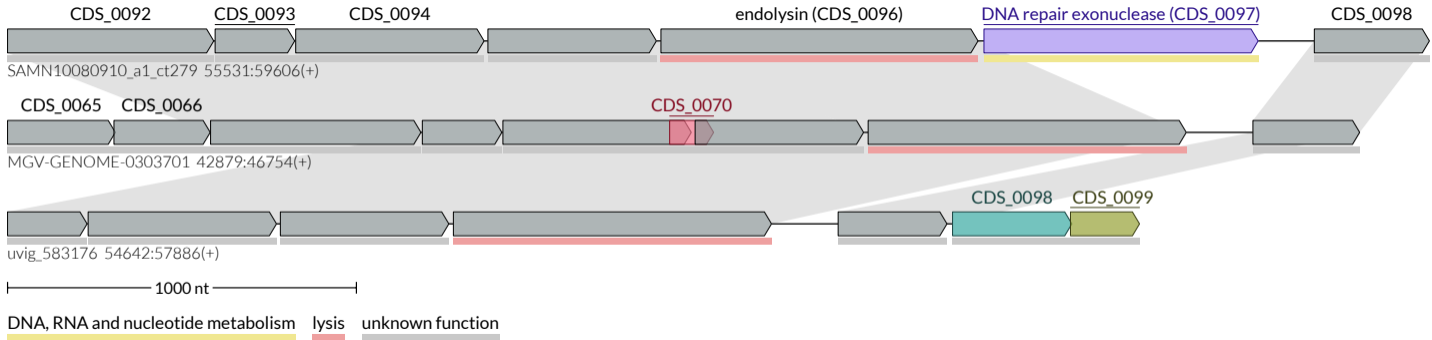 CDS_0092 CDS_0093 CDS_0094 endolysin (CDS_0096) DNA repair exonuclease (CDS_0097) CDS_0098
SAMN10080910_a1_ct279 55531:59606(+)
CDS_0065 CDS_0066 CDS_0070
MGV-GENOME-0303701 42879:46754(+)
CDS_0098 CDS_0099
uvig_583176 54642:57886(+)
1000 nt
DNA, RNA and nucleotide metabolism lysis unknown function